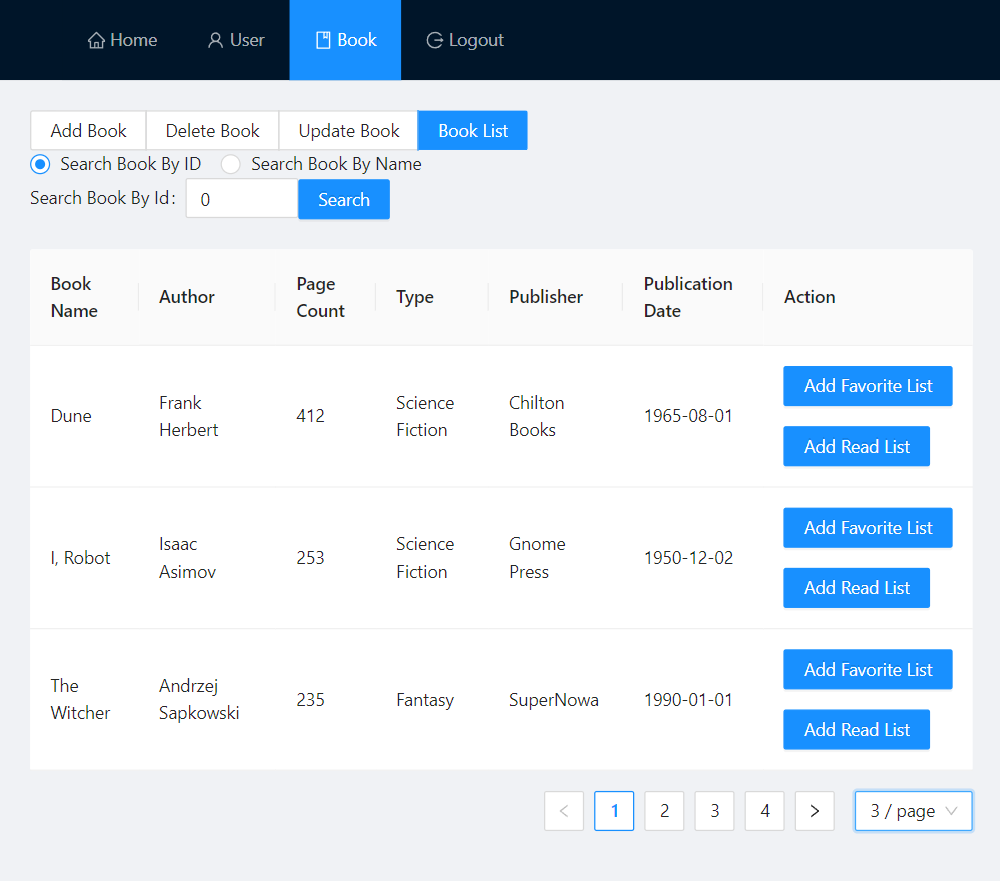 Home User Book Logout
Add Book Delete Book Update Book Book List
Search Book By ID Search Book By Name
Search Book By Id: 0 Search
Book Name Author Page Count Type Publisher Publication Date Action
Dune Frank Herbert 412 Science Fiction Chilton Books 1965-08-01 Add Favorite List
Add Read List
I, Robot Isaac Asimov 253 Science Fiction Gnome Press 1950-12-02 Add Favorite List
Add Read List
The Witcher Andrzej Sapkowski 235 Fantasy SuperNowa 1990-01-01 Add Favorite List
Add Read List
< 1 2 3 4 > 3 / page